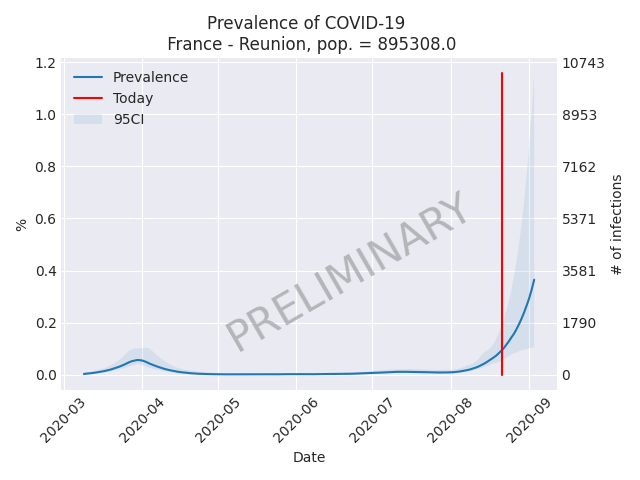 Prevalence of COVID-19
France - Reunion, pop. = 895308.0
Prevalence
Today
95CI
PRELIMINARY
%
1.2
1.0
0.8
0.6
0.4
0.2
0.0
10743
8953
7162
5371
3581
1790
0
# of infections
2020-03
2020-04
2020-05
2020-06
2020-07
2020-08
2020-09
Date